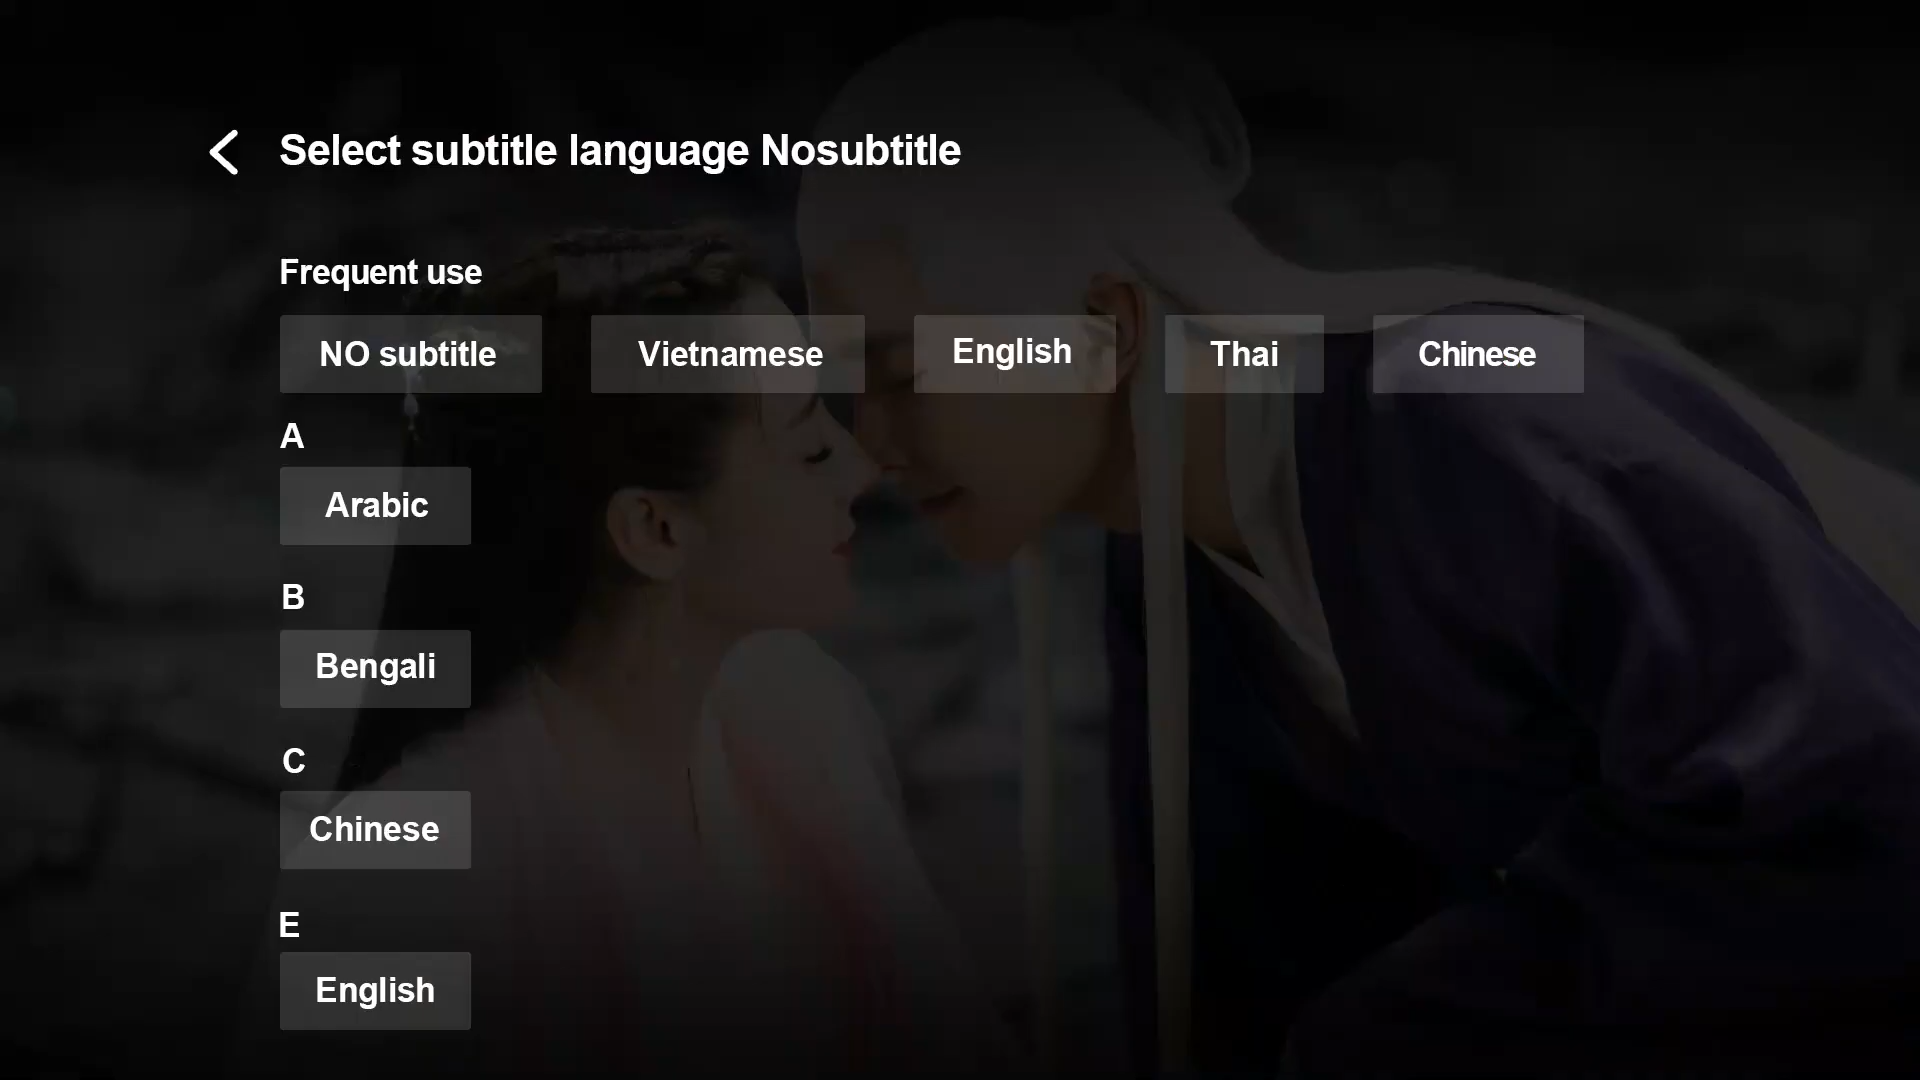 Select subtitle language Nosubtitle
Frequent use
NO subtitle Vietnamese English Thai Chinese
A
Arabic
B
Bengali
C
Chinese
E
English